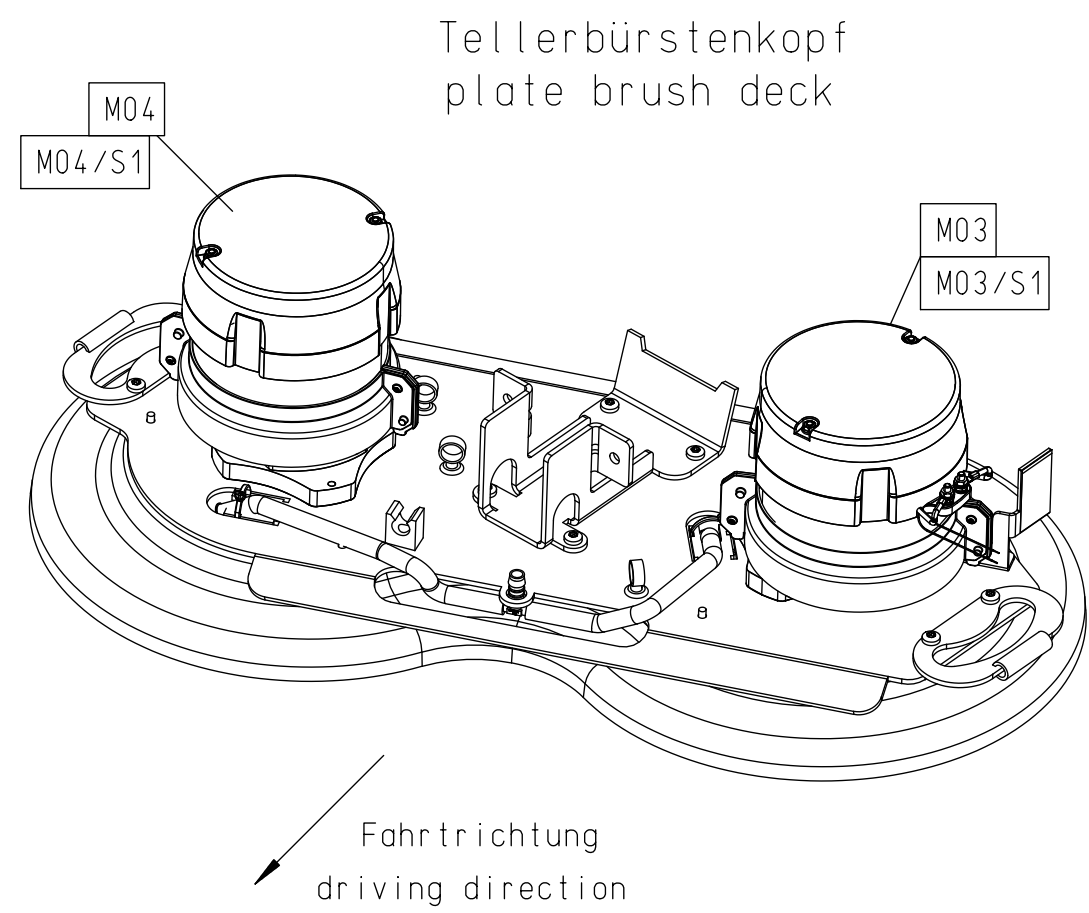 Tellerbürstenkopf
plate brush deck
M04
M04/S1
M03
M03/S1
Fahrtrichtung
driving direction